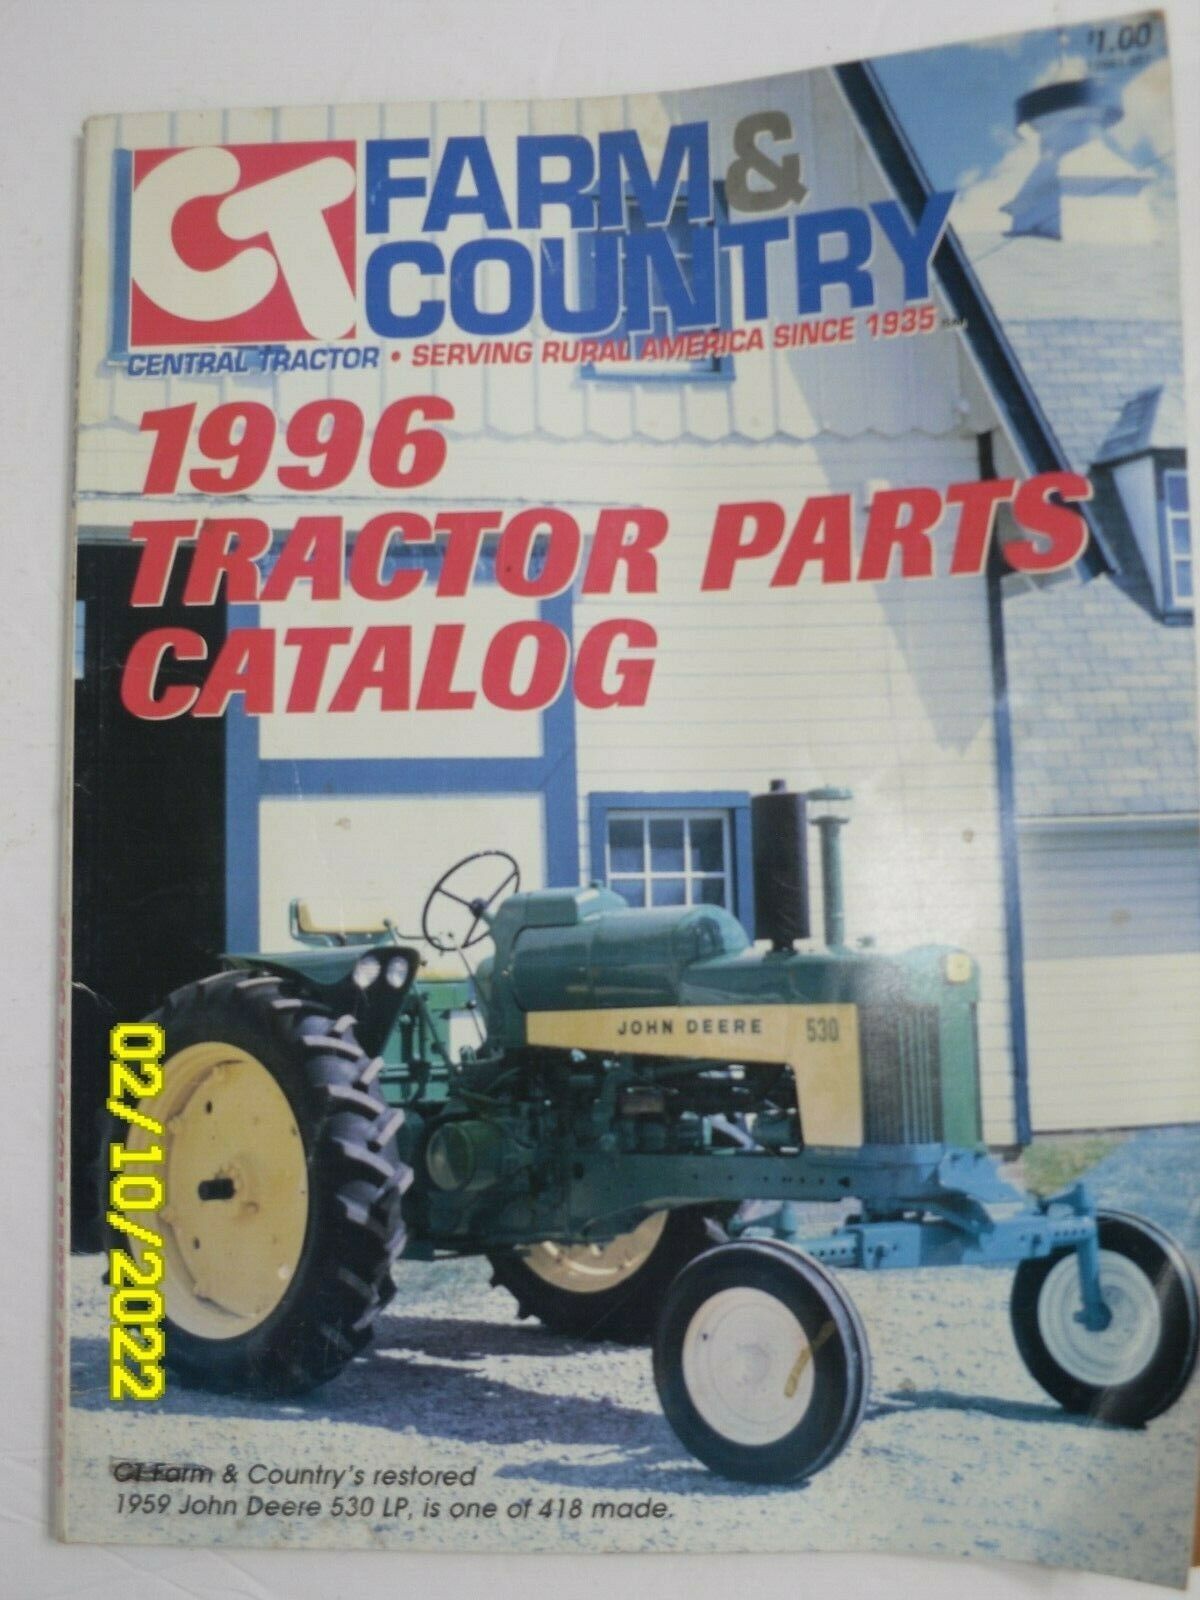 $1.00
CT FARM &
COUNTRY
CENTRAL TRACTOR • SERVING RURAL AMERICA SINCE 1935
1996
TRACTOR PARTS
CATALOG
JOHN DEERE 530
02/10/2022
CT Farm & Country's restored
1959 John Deere 530 LP, is one of 418 made.